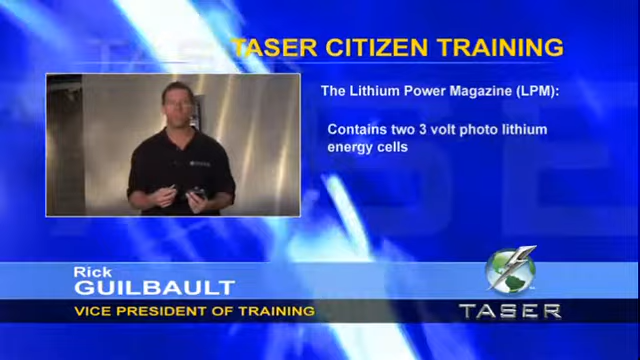 TASER CITIZEN TRAINING
The Lithium Power Magazine (LPM):
Contains two 3 volt photo lithium
energy cells
Rick
GUILBAULT
VICE PRESIDENT OF TRAINING
TASER